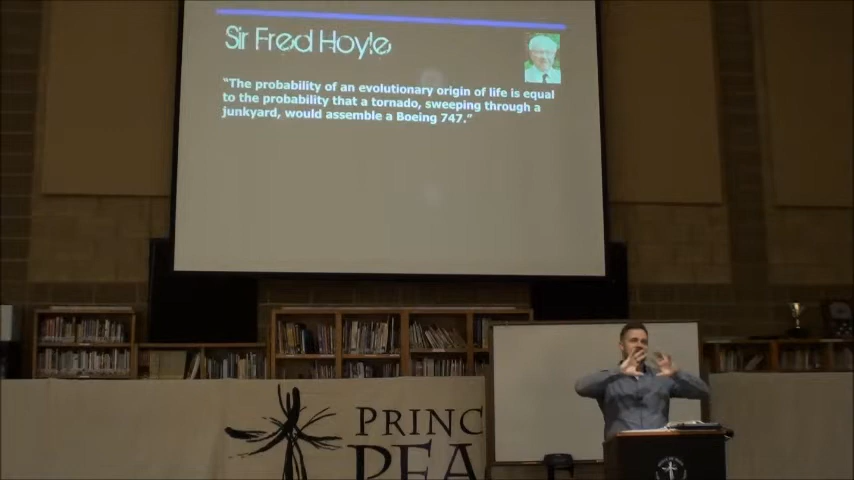 Sir Fred Hoyle
"The probability of an evolutionary origin of life is equal
to the probability that a tornado, sweeping through a
junkyard, would assemble a Boeing 747."
PRINC
PEA